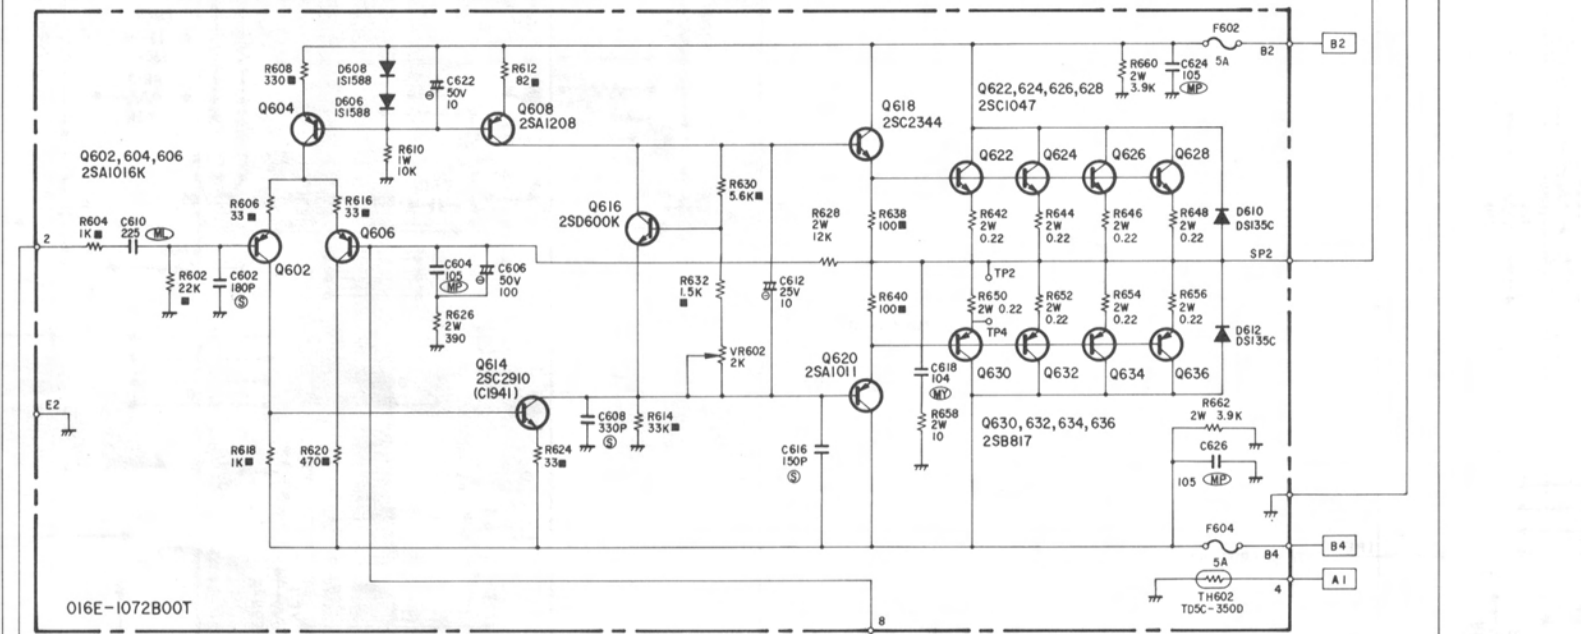 F602
B2
B2
5A
R608
330■
D608
IS1588
D606
IS1588
C622
50V
10
R612
82■
R660
2W
3.9K
C624
105
MP
Q622,624,626,628
2SC1047
Q604
Q608
2SA1208
Q618
2SC2344
R610
1W
10K
Q602,604,606
2SA1016K
Q622
Q624
Q626
Q628
R630
5.6K■
R606
33■
R616
33■
Q616
2SD600K
R604
1K■
C610
225
ML
R628
2W
12K
R638
100■
R642
2W
0.22
R644
2W
0.22
R646
2W
0.22
R648
2W
0.22
D610
DS135C
2
Q602
Q606
SP2
R602
22K
■
C602
180P
S
C604
105
MP
C606
50V
100
R632
1.5K
■
C612
25V
10
TP2
R640
100■
R650
2W 0.22
TP4
R652
2W
0.22
R654
2W
0.22
R656
2W
0.22
D612
DS135C
R626
2W
390
VR602
2K
Q614
2SC2910
(C1941)
Q620
2SA1011
C618
104
MY
Q630
Q632
Q634
Q636
E2
C608
330P
S
R614
33K■
R658
2W
10
Q630,632,634,636
2SB817
R662
2W 3.9K
R618
1K■
R620
470■
R624
33■
C616
150P
S
C626
105
MP
F604
B4
B4
5A
4
A1
TH602
TD5C-350D
016E-1072B00T
8